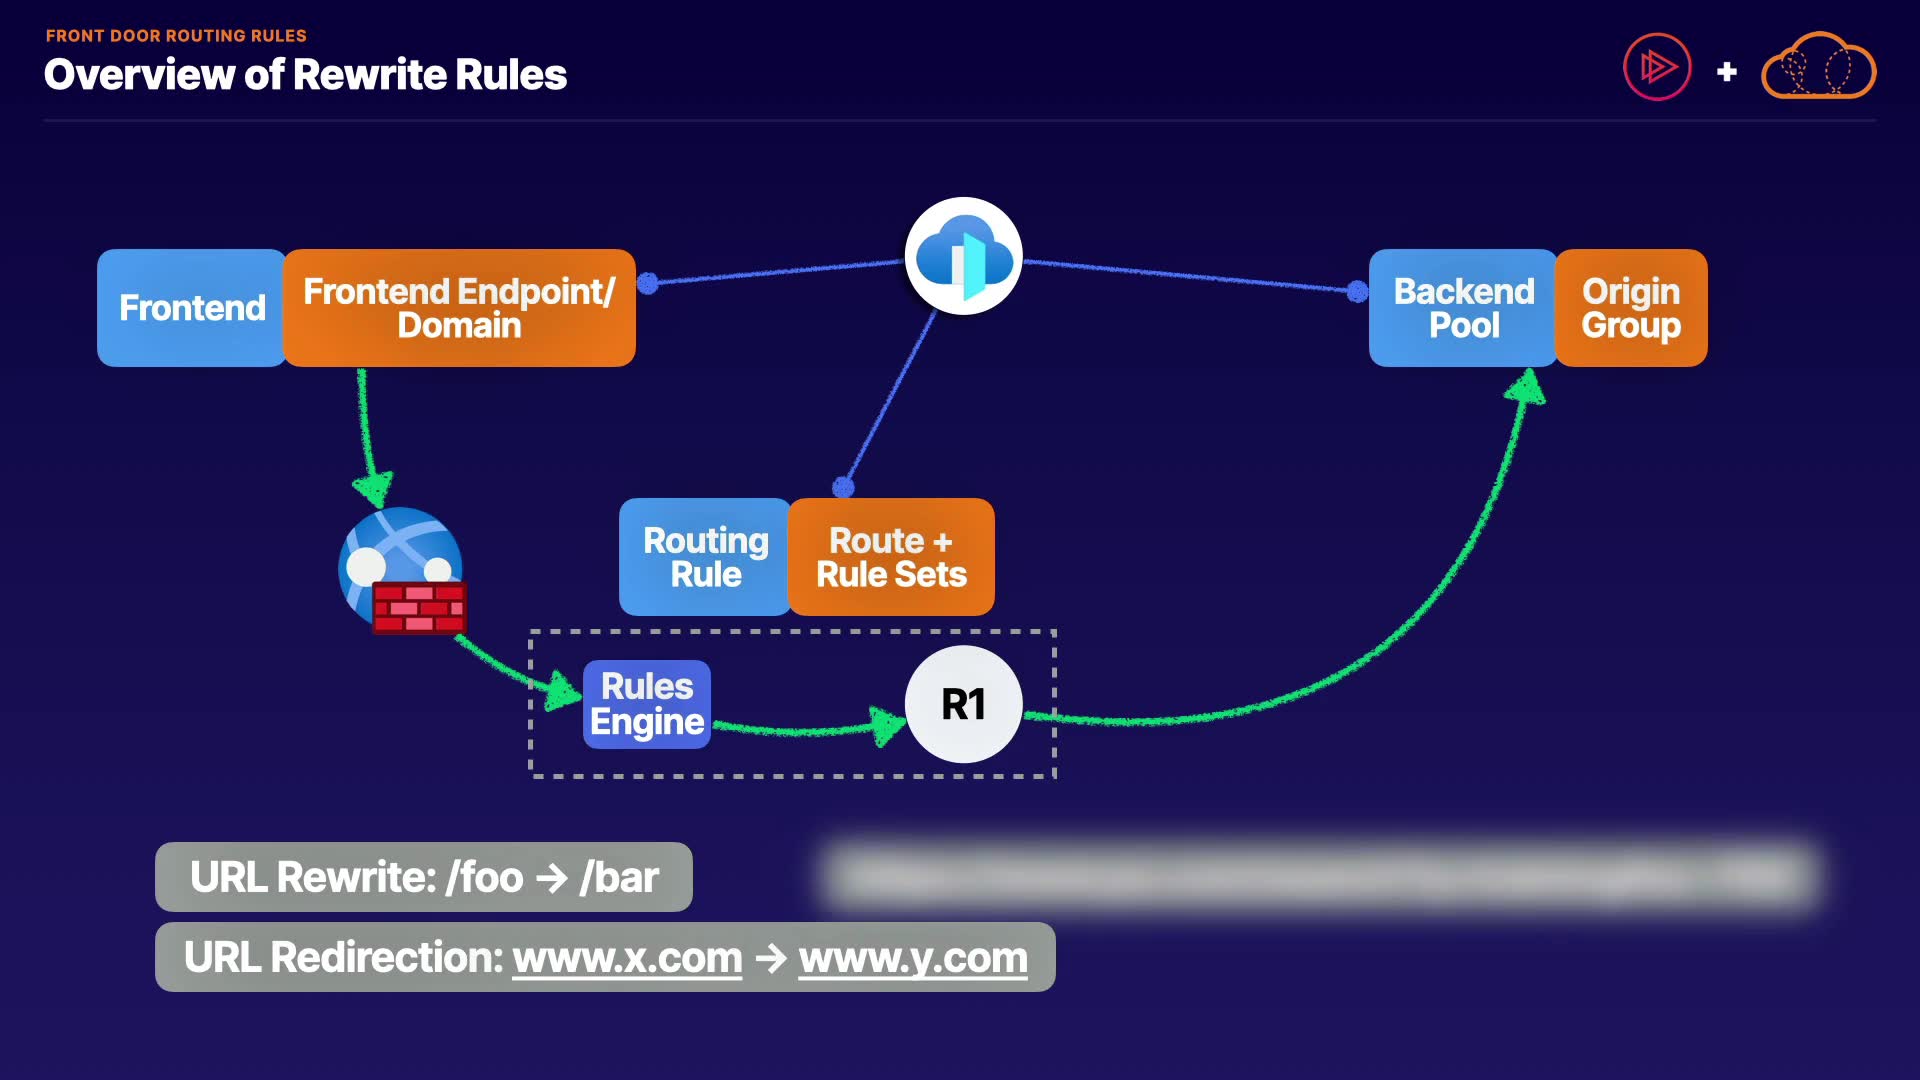 FRONT DOOR ROUTING RULES
Overview of Rewrite Rules
+
Frontend
Frontend Endpoint/
Domain
Backend
Pool
Origin
Group
Routing
Rule
Route +
Rule Sets
Rules
Engine
R1
URL Rewrite: /foo → /bar
URL Redirection: www.x.com → www.y.com